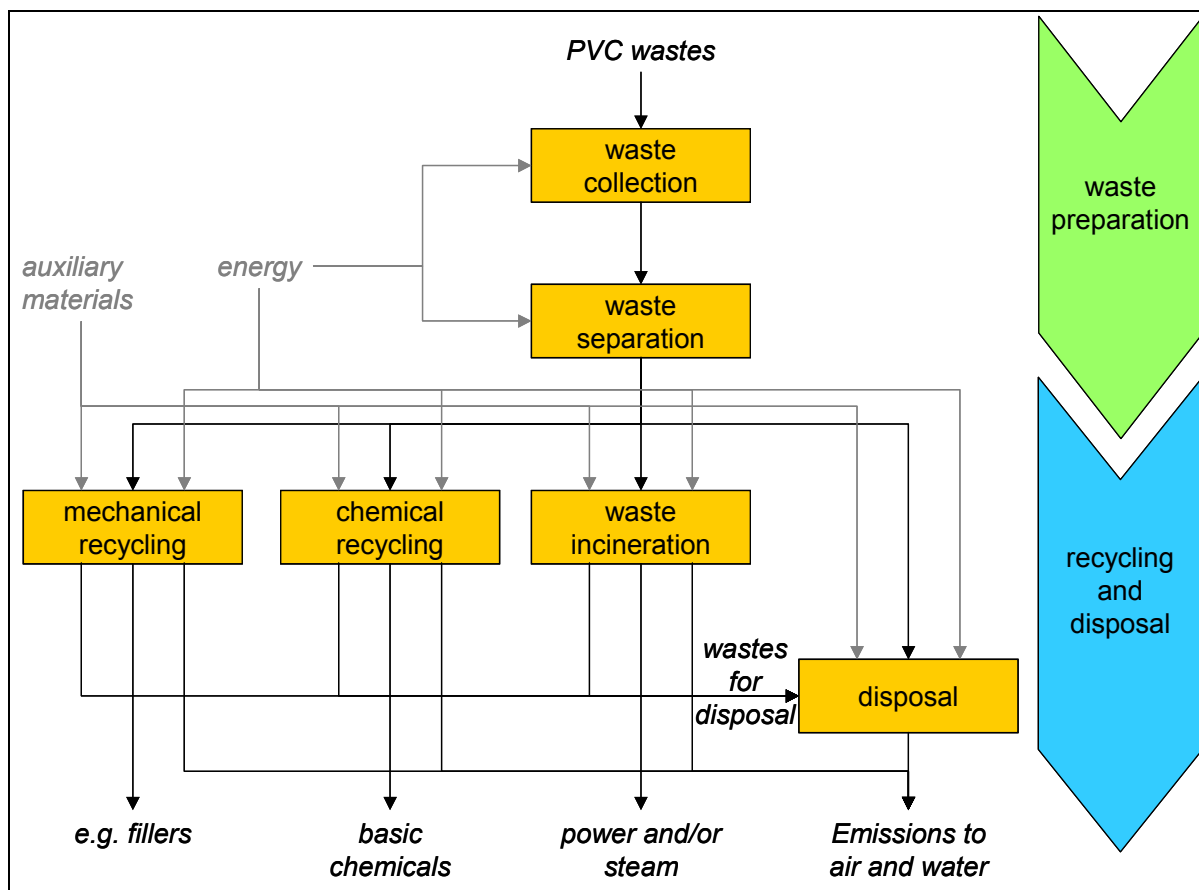 PVC wastes
waste
collection
waste
preparation
auxiliary
materials
energy
waste
separation
mechanical
recycling
chemical
recycling
waste
incineration
recycling
and
disposal
wastes
for
disposal
disposal
e.g. fillers
basic
chemicals
power and/or
steam
Emissions to
air and water